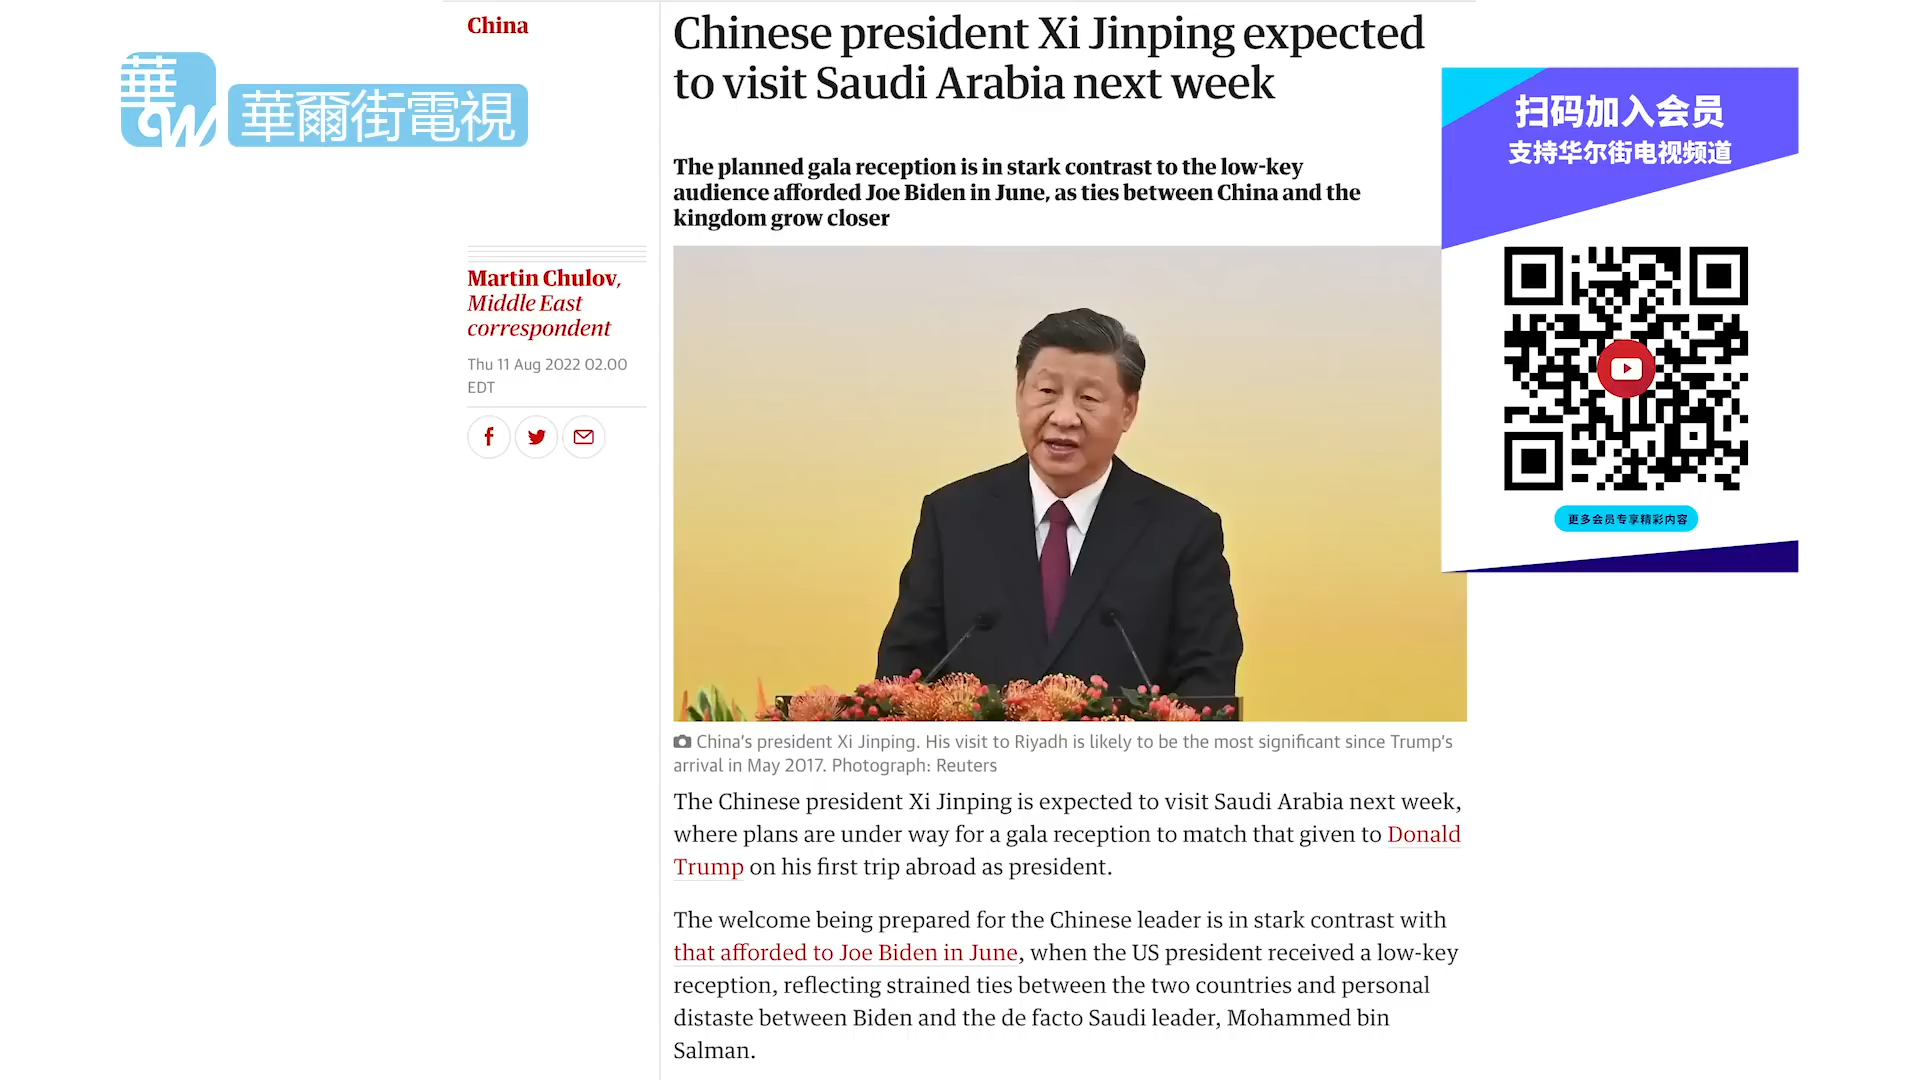 China
Chinese president Xi Jinping expected
to visit Saudi Arabia next week
華
W
華爾街電視
扫码加入会员
支持华尔街电视频道
The planned gala reception is in stark contrast to the low-key
audience afforded Joe Biden in June, as ties between China and the
kingdom grow closer
Martin Chulov,
Middle East
correspondent
Thu 11 Aug 2022 02.00
EDT
更多会员专享精彩内容
China's president Xi Jinping. His visit to Riyadh is likely to be the most significant since Trump's
arrival in May 2017. Photograph: Reuters
The Chinese president Xi Jinping is expected to visit Saudi Arabia next week,
where plans are under way for a gala reception to match that given to Donald
Trump on his first trip abroad as president.
The welcome being prepared for the Chinese leader is in stark contrast with
that afforded to Joe Biden in June, when the US president received a low-key
reception, reflecting strained ties between the two countries and personal
distaste between Biden and the de facto Saudi leader, Mohammed bin
Salman.